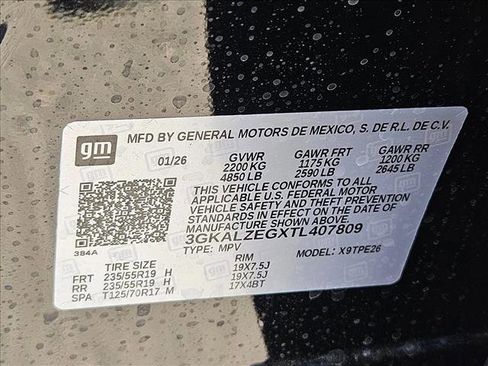 gm
MFD BY GENERAL MOTORS DE MEXICO, S. DE R.L. DE C.V.
01/26 GVWR GAWR FRT GAWR RR
2200 KG 1175 KG 1200 KG
4850 LB 2590 LB 2645 LB
THIS VEHICLE CONFORMS TO ALL
APPLICABLE U.S. FEDERAL MOTOR
VEHICLE SAFETY, BUMPER, AND THEFT
PREVENTION STANDARDS IN EFFECT ON
THE DATE OF MANUFACTURE SHOWN ABOVE.
3GKALZEGXTL407809
384A
TYPE: MPV MODEL: X9TPE26
TIRE SIZE RIM
FRT 235/55R19 H 19X7.5J
RR 235/55R19 H 19X7.5J
SPA T125/70R17 M 17X4BT